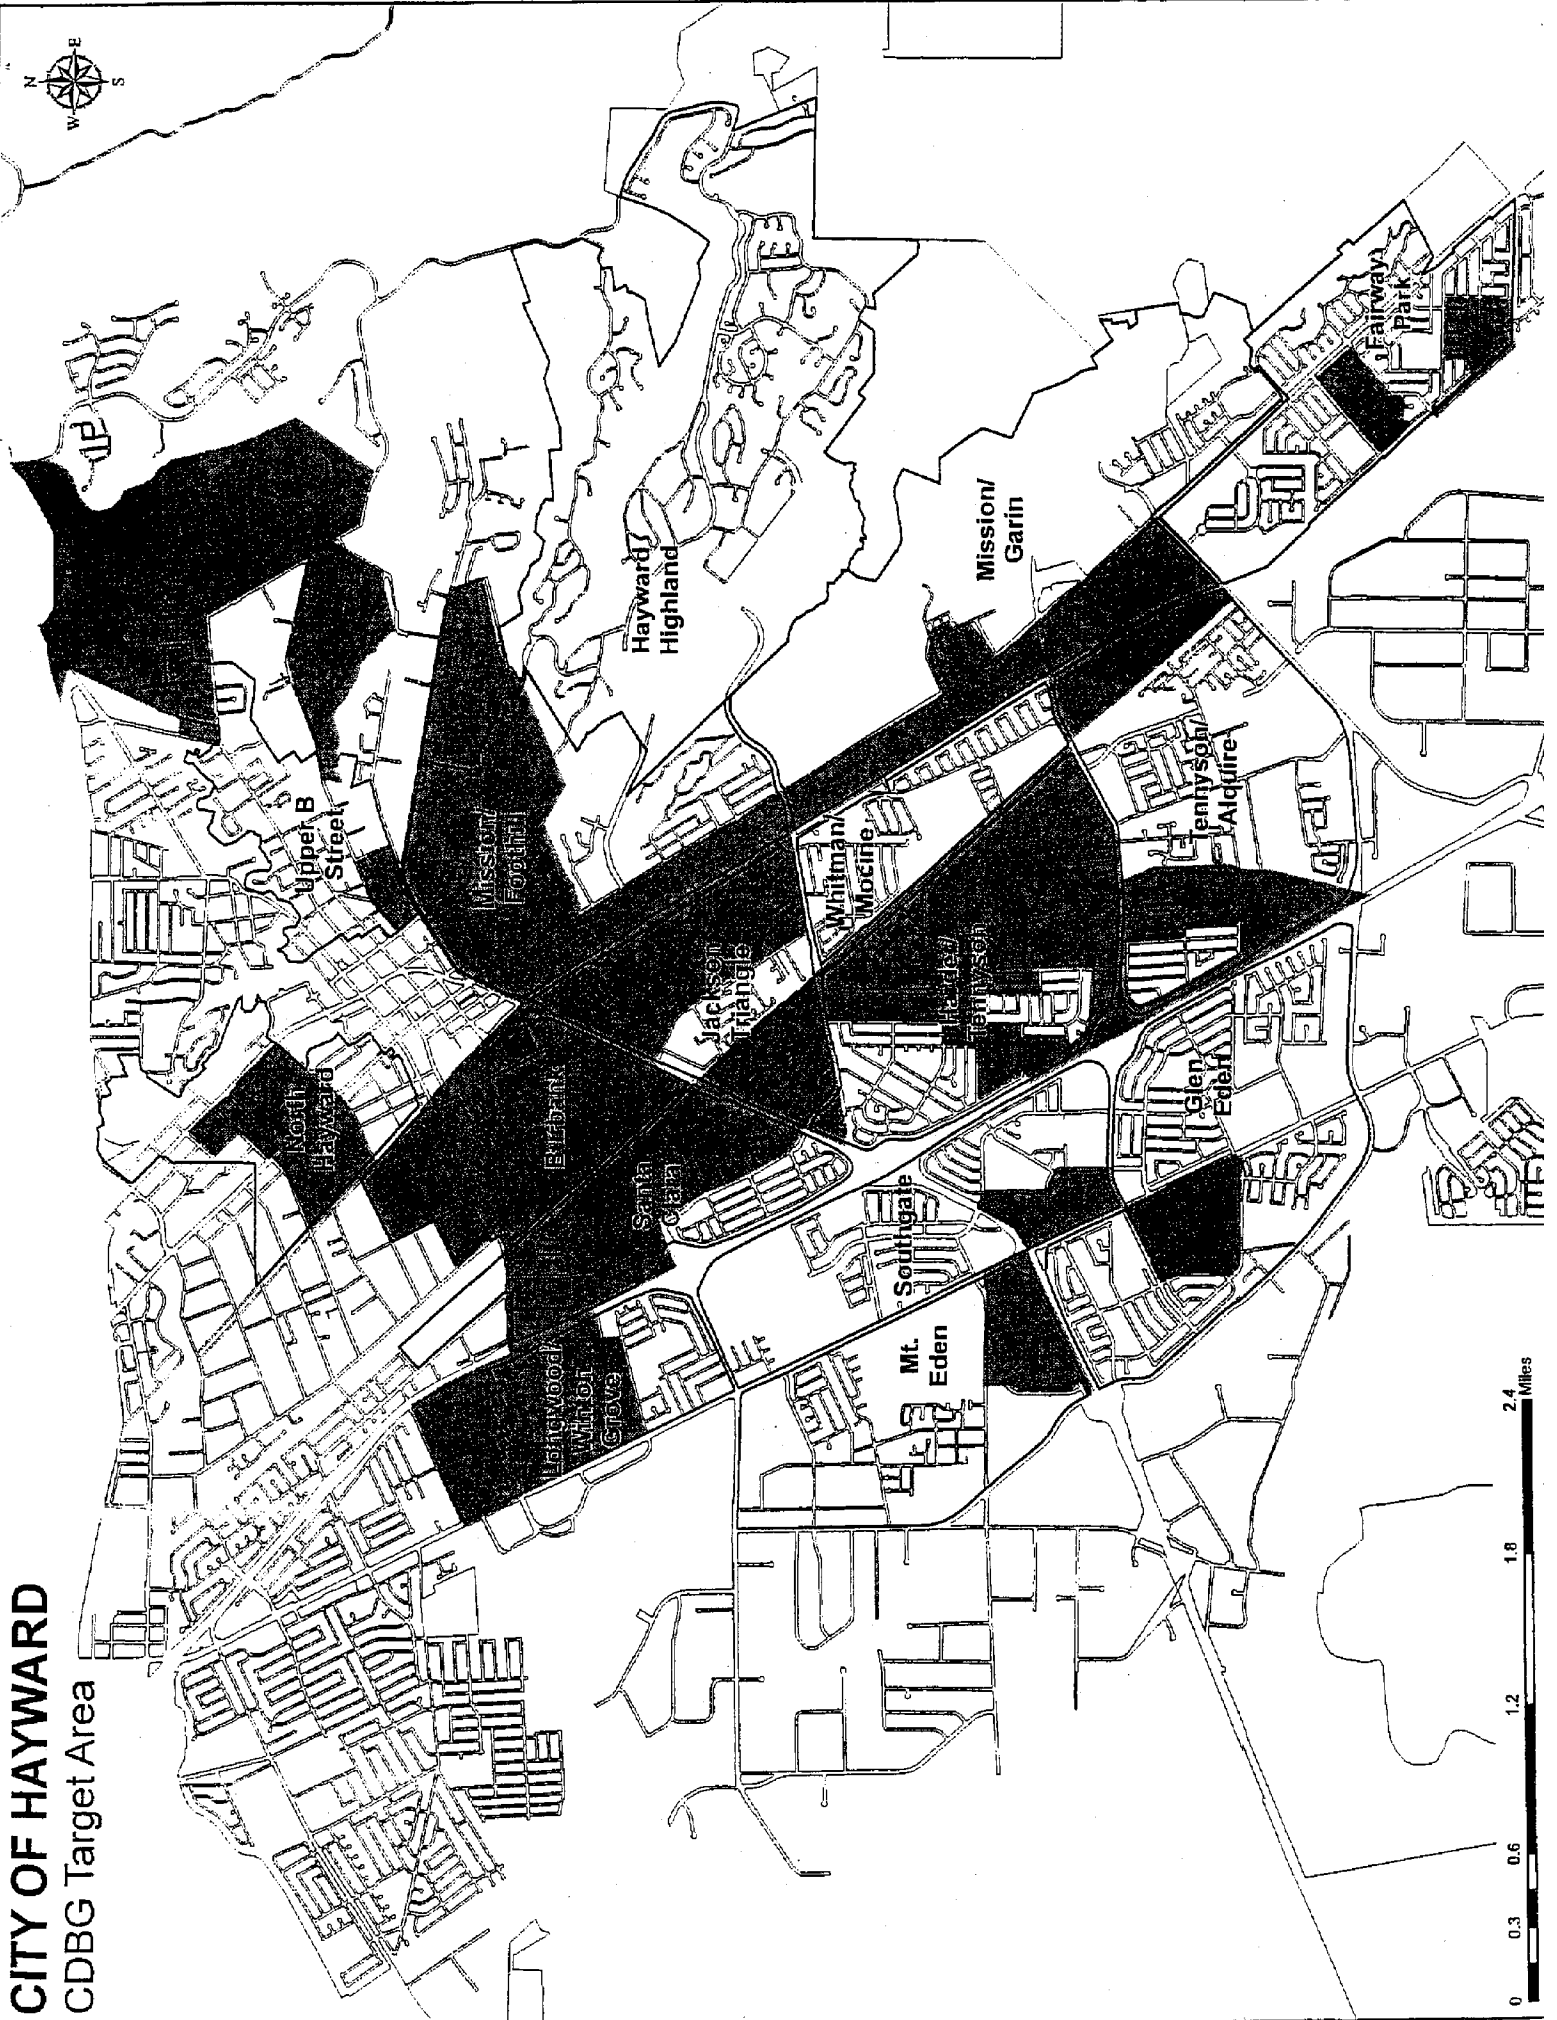 CITY OF HAYWARD
CDBG Target Area
N
W
E
S
Upper B
Street
North
Hayward
Mission/
Foothill
Burbank
Santa
Clara
Longwood/
Winton
Grove
Hayward
Highland
Jackson
Triangle
Whitman/
Mocine
Mission/
Garin
Harder/
Tennyson
Southgate
Mt.
Eden
Glen
Eden
Tennyson/
Alquire
Fairway
Park
0 0.3 0.6 1.2 1.8 2.4
Miles